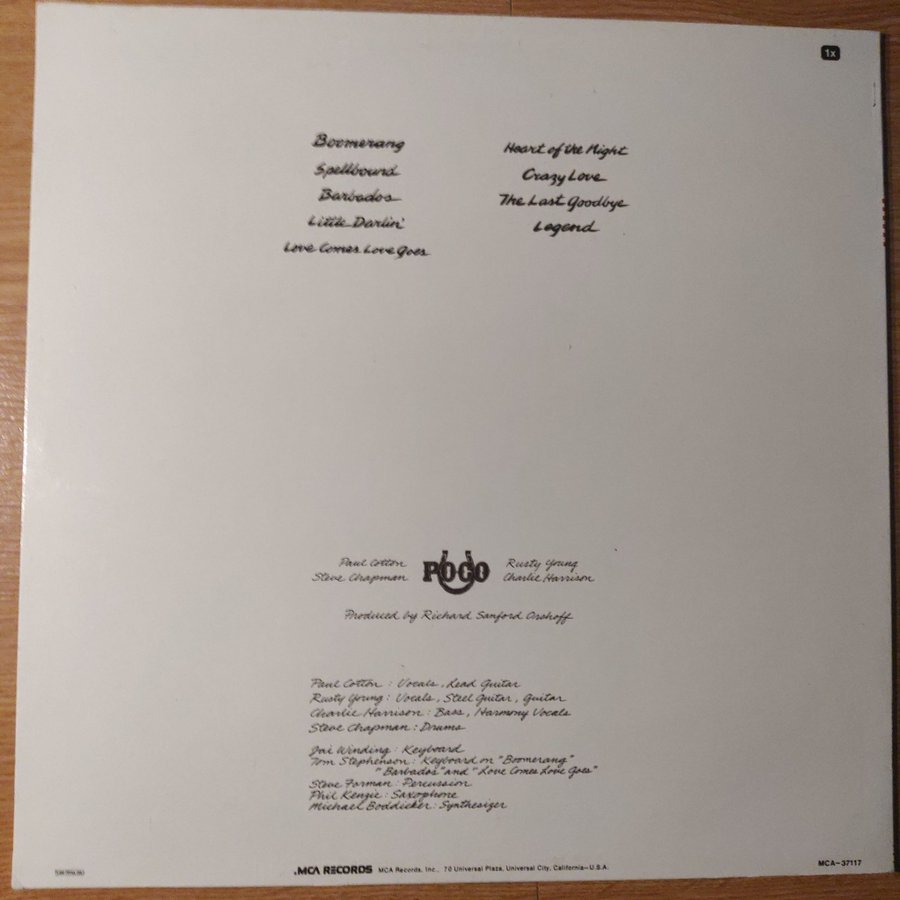 1x
Boomerang
Spellbound
Barbados
Little Darlin'
Love Comes Love Goes
Heart of the Night
Crazy Love
The Last Goodbye
Legend
Paul Cotton
Steve Chapman
POCO
Rusty Young
Charlie Harrison
Produced by Richard Sanford Orshoff
Paul Cotton : Vocals, Lead Guitar
Rusty Young : Vocals, Steel Guitar, Guitar
Charlie Harrison : Bass, Harmony Vocals
Steve Chapman : Drums
Jai Winding : Keyboard
Tom Stephenson : Keyboard on "Boomerang"
"Barbados" and "Love Comes Love Goes"
Steve Forman : Percussion
Phil Kenzie : Saxophone
Michael Boddicker : Synthesizer
MCA RECORDS MCA Records, Inc., 70 Universal Plaza, Universal City, California–U.S.A.
MCA–37117